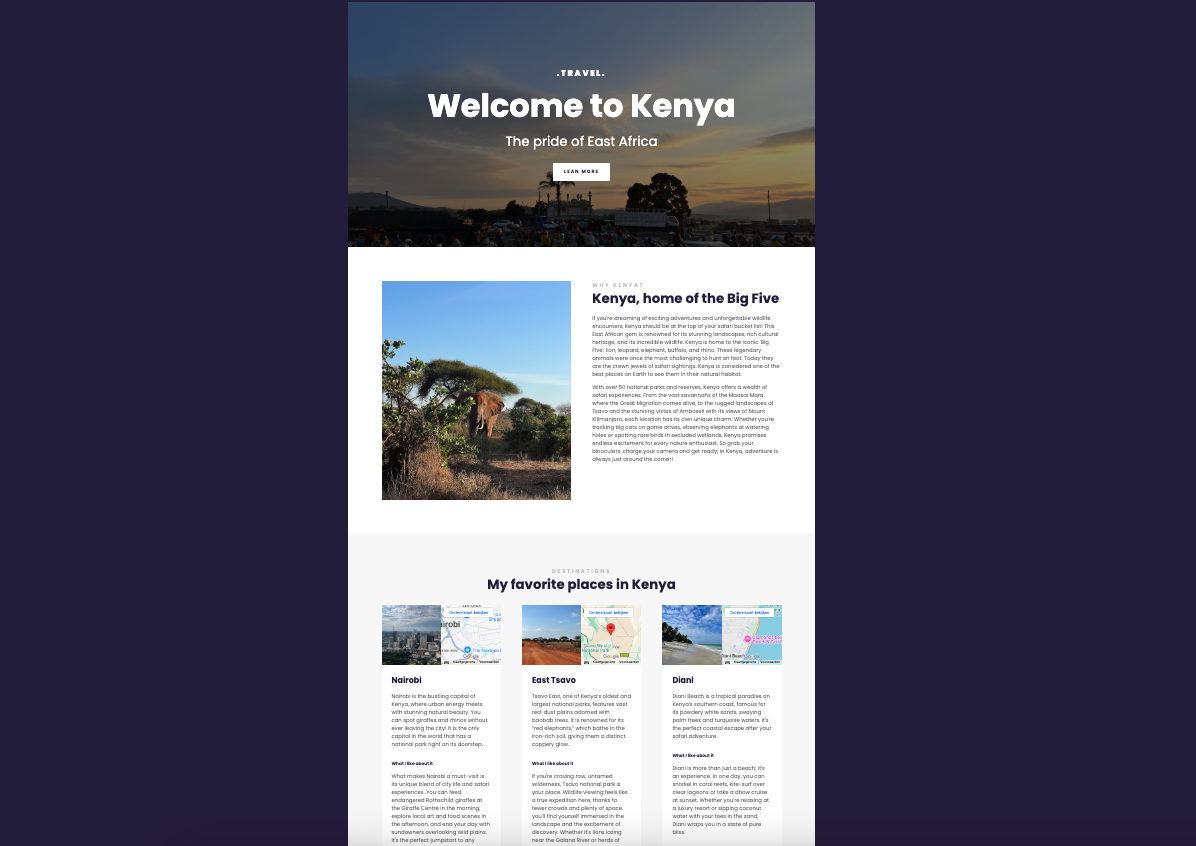 .TRAVEL.
Welcome to Kenya
The pride of East Africa
LEAN MORE
WHY KENYA?
Kenya, home of the Big Five
If you're dreaming of exciting adventures and unforgettable wildlife
encounters, Kenya should be at the top of your safari bucket list! This
East African gem is renowned for its stunning landscapes, rich cultural
heritage, and its incredible wildlife. Kenya is home to the iconic 'Big
Five': lion, leopard, elephant, buffalo, and rhino. These legendary
animals were once the most challenging to hunt on foot. Today they
are the crown jewels of safari sightings. Kenya is considered one of the
best places on Earth to see them in their natural habitat.
With over 50 national parks and reserves, Kenya offers a wealth of
safari experiences. From the vast savannahs of the Maasai Mara,
where the Great Migration comes alive, to the rugged landscapes of
Tsavo and the stunning vistas of Amboseli with its views of Mount
Kilimanjaro, each location has its own unique charm. Whether you're
tracking big cats on game drives, observing elephants at watering
holes or spotting rare birds in secluded wetlands, Kenya promises
endless excitement for every nature enthusiast. So grab your
binoculars, charge your camera and get ready; in Kenya, adventure is
always just around the corner!
DESTINATIONS
My favorite places in Kenya
Grotere kaart bekijken
airobi
Google
Kaartgegevens Voorwaarden
Nairobi
Nairobi is the bustling capital of
Kenya, where urban energy meets
with stunning natural beauty. You
can spot giraffes and rhinos without
ever leaving the city! It is the only
capital in the world that has a
national park right on its doorstep.
What I like about it
What makes Nairobi a must-visit is
its unique blend of city life and safari
experiences. You can feed
endangered Rothschild giraffes at
the Giraffe Centre in the morning,
explore local art and food scenes in
the afternoon, and end your day with
sundowners overlooking wild plains.
It's the perfect jumpstart to any
Grotere kaart bekijken
National Park
Google
Kaartgegevens Voorwaarden
East Tsavo
Tsavo East, one of Kenya's oldest and
largest national parks, features vast
red-dust plains adorned with
baobab trees. It is renowned for its
"red elephants," which bathe in the
iron-rich soil, giving them a distinct
coppery glow.
What I like about it
If you're craving raw, untamed
wilderness, Tsavo national park is
your place. Wildlife viewing feels like
a true expedition here, thanks to
fewer crowds and plenty of space.
you'll find yourself immersed in the
landscape and the excitement of
discovery. Whether it's lions lazing
near the Galana River or herds of
Grotere kaart bekijken
Diani Beach
Google
Kaartgegevens Voorwaarden
Diani
Diani Beach is a tropical paradise on
Kenya's southern coast, famous for
its powdery white sands, swaying
palm trees and turquoise waters. It's
the perfect coastal escape after your
safari adventure.
What I like about it
Diani is more than just a beach; it's
an experience. In one day, you can
snorkel in coral reefs, kite-surf over
clear lagoons or take a dhow cruise
at sunset. Whether you're relaxing at
a luxury resort or sipping coconut
water with your toes in the sand,
Diani wraps you in a state of pure
bliss.